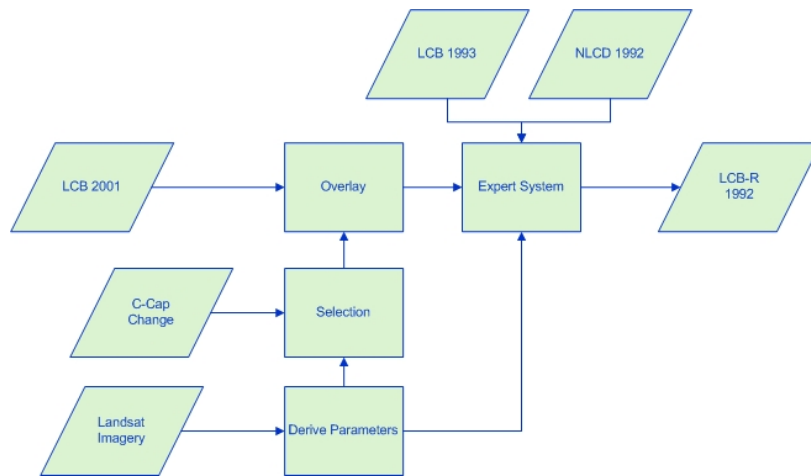 LCB 1993
NLCD 1992
LCB 2001
Overlay
Expert System
LCB-R
1992
C-Cap
Change
Selection
Landsat
Imagery
Derive Parameters